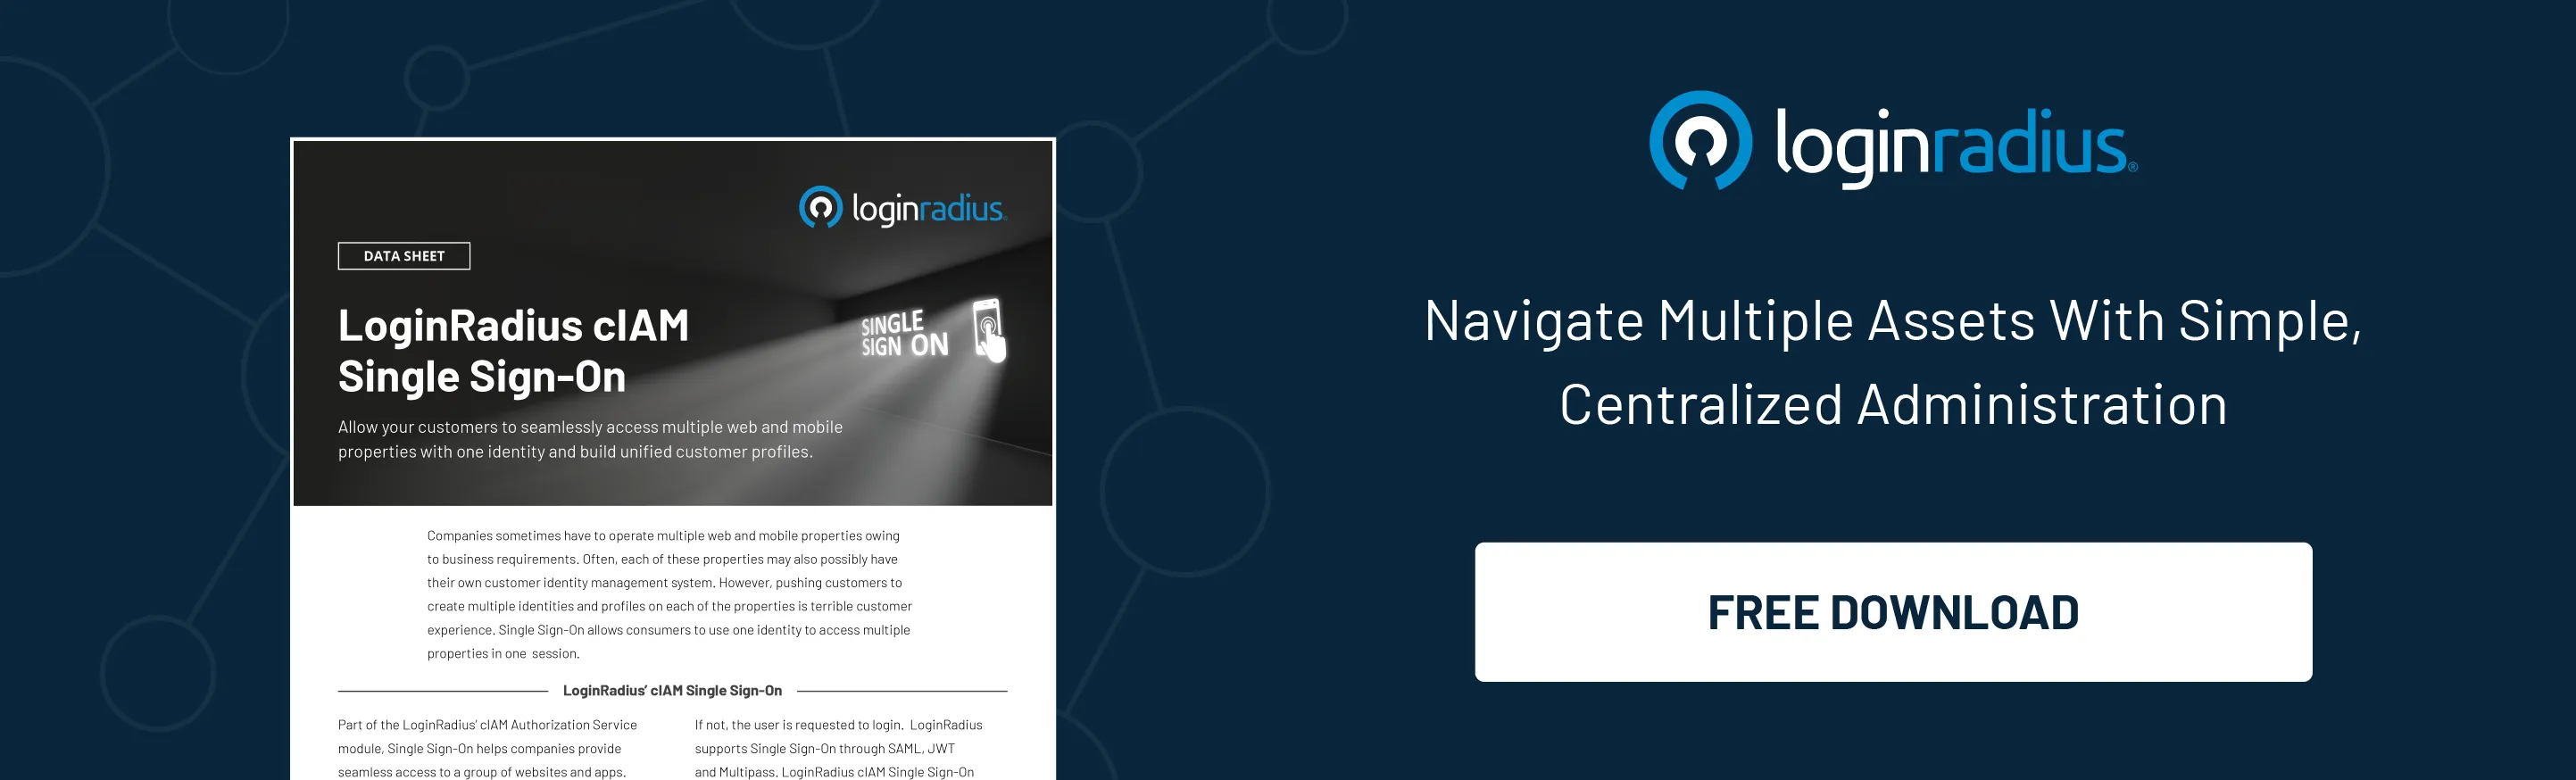 loginradius
DATA SHEET
SINGLE
SIGN ON
LoginRadius cIAM
Single Sign-On
Allow your customers to seamlessly access multiple web and mobile
properties with one identity and build unified customer profiles.
Companies sometimes have to operate multiple web and mobile properties owing
to business requirements. Often, each of these properties may also possibly have
their own customer identity management system. However, pushing customers to
create multiple identities and profiles on each of the properties is terrible customer
experience. Single Sign-On allows consumers to use one identity to access multiple
properties in one  session.
LoginRadius’ cIAM Single Sign-On
Part of the LoginRadius’ cIAM Authorization Service
module, Single Sign-On helps companies provide
seamless access to a group of websites and apps.
If not, the user is requested to login.  LoginRadius
supports Single Sign-On through SAML, JWT
and Multipass. LoginRadius cIAM Single Sign-On
loginradius®
Navigate Multiple Assets With Simple,
Centralized Administration
FREE DOWNLOAD